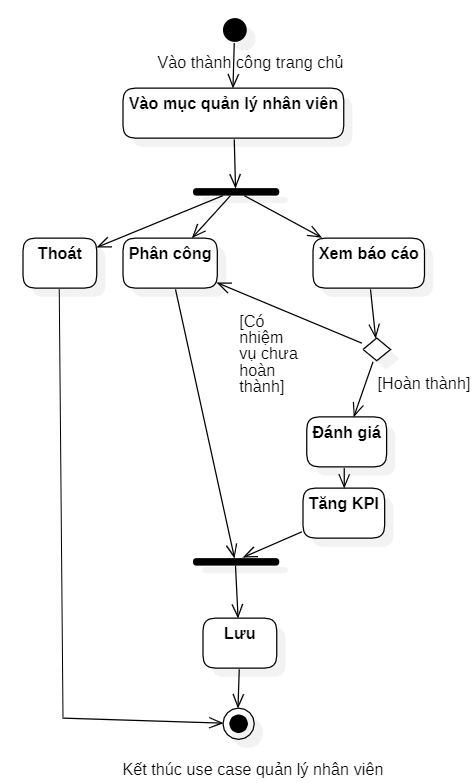 Vào thành công trang chủ
Vào mục quản lý nhân viên
Thoát
Phân công
Xem báo cáo
[Có
nhiệm
vụ chưa
hoàn
thành]
[Hoàn thành]
Đánh giá
Tăng KPI
Lưu
Kết thúc use case quản lý nhân viên